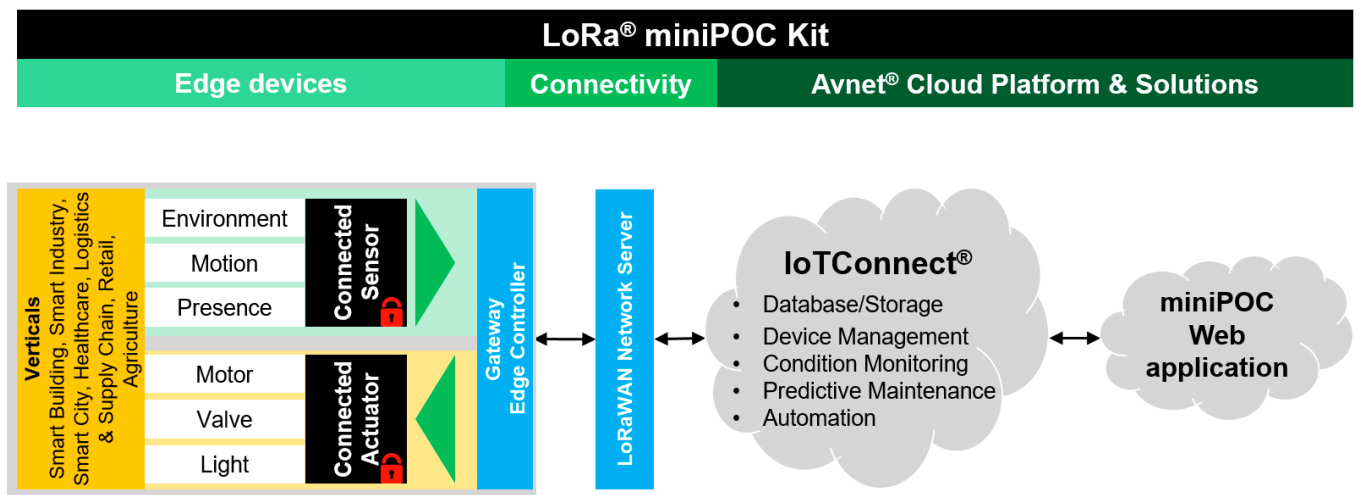 LoRa® miniPOC Kit
Edge devices
Connectivity
Avnet® Cloud Platform & Solutions
Verticals
Smart Building, Smart Industry,
Smart City, Healthcare, Logistics
& Supply Chain, Retail,
Agriculture
Environment
Motion
Presence
Connected
Sensor
Motor
Valve
Light
Connected
Actuator
Gateway
Edge Controller
LoRaWAN Network Server
IoTConnect®
• Database/Storage
• Device Management
• Condition Monitoring
• Predictive Maintenance
• Automation
miniPOC
Web
application